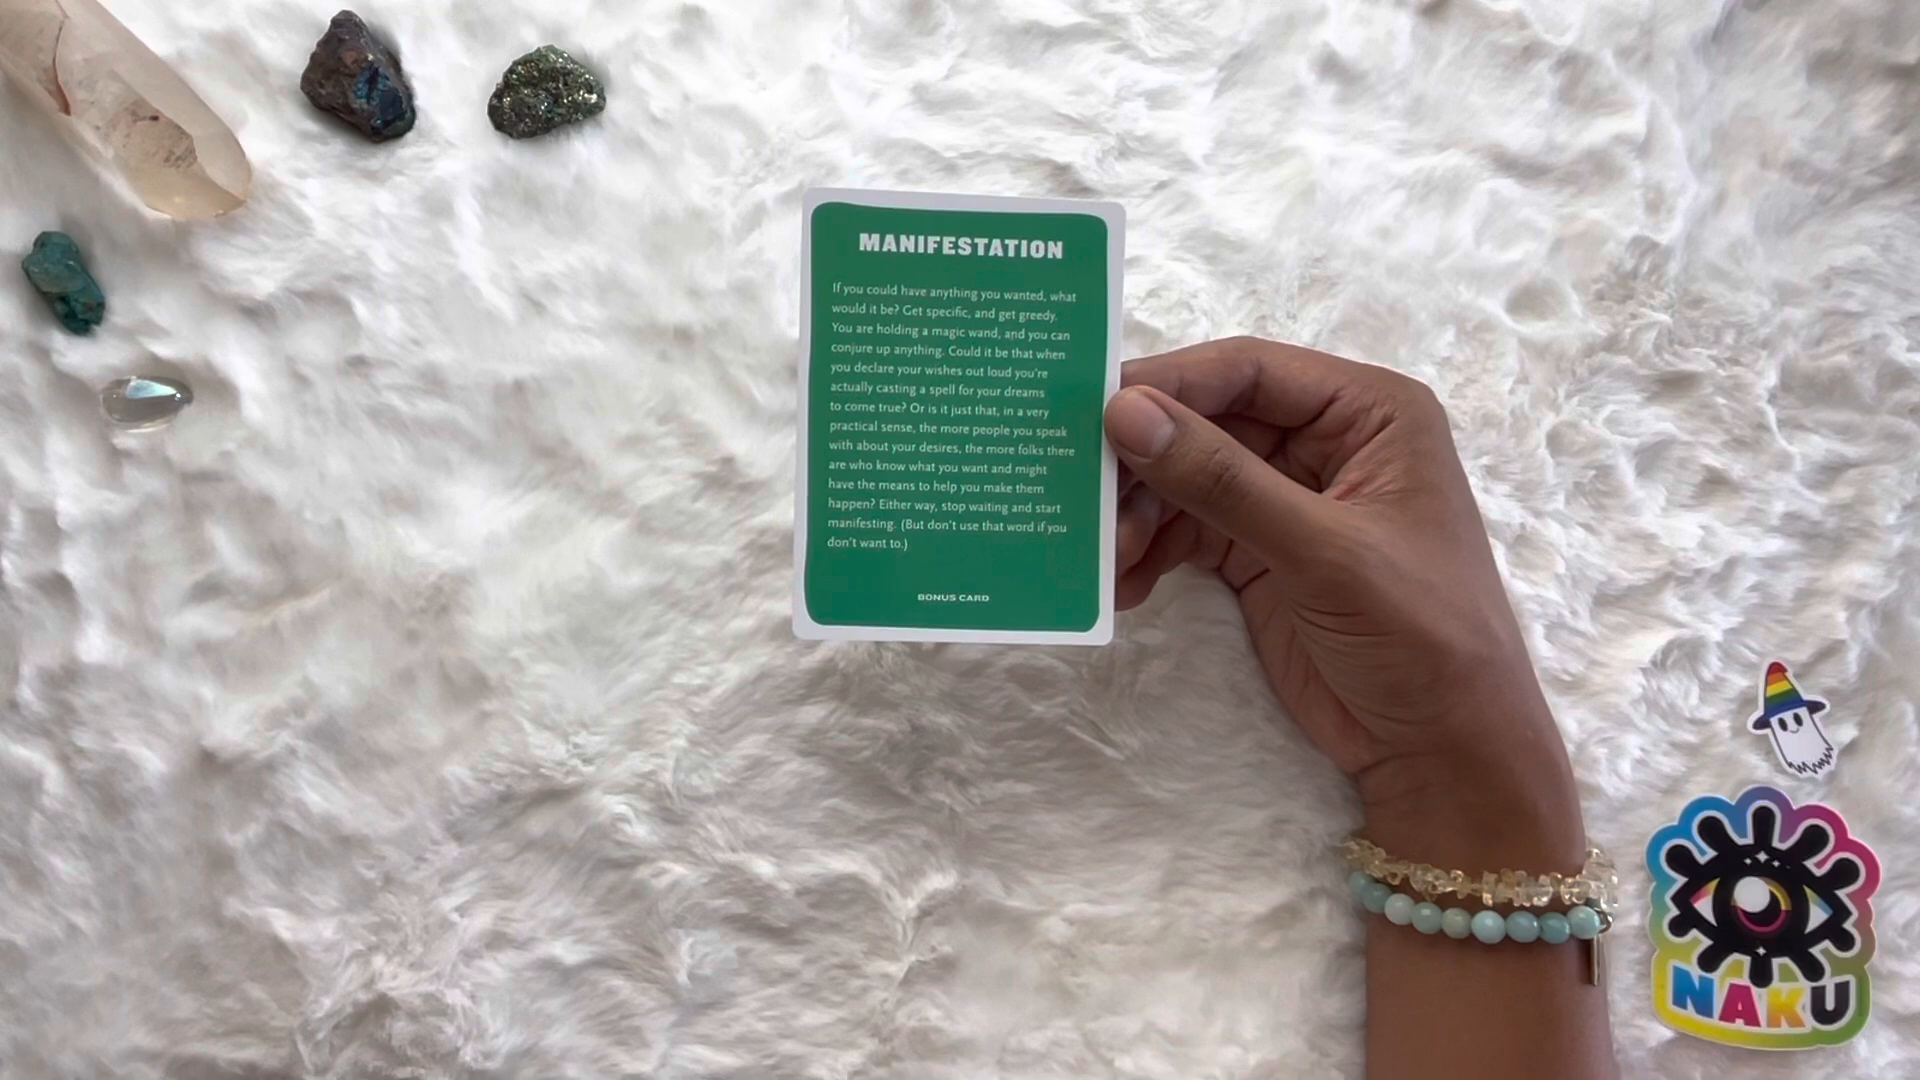 MANIFESTATION
If you could have anything you wanted, what
would it be? Get specific, and get greedy.
You are holding a magic wand, and you can
conjure up anything. Could it be that when
you declare your wishes out loud you're
actually casting a spell for your dreams
to come true? Or is it just that, in a very
practical sense, the more people you speak
with about your desires, the more folks there
are who know what you want and might
have the means to help you make them
happen? Either way, stop waiting and start
manifesting. (But don't use that word if you
don't want to.)
BONUS CARD
NAKU